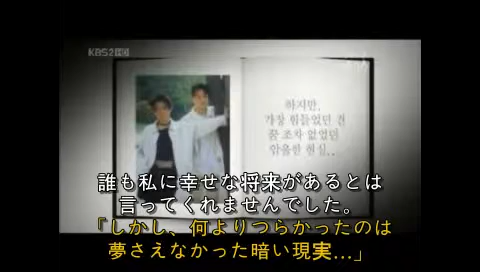 KBS2HD
하지만,
가장 힘들었던 건
꿈 조차 없었던
암울한 현실..
誰も私に幸せな将来があるとは
言ってくれませんでした。
「しかし、何よりつらかったのは
夢さえなかった暗い現実…」